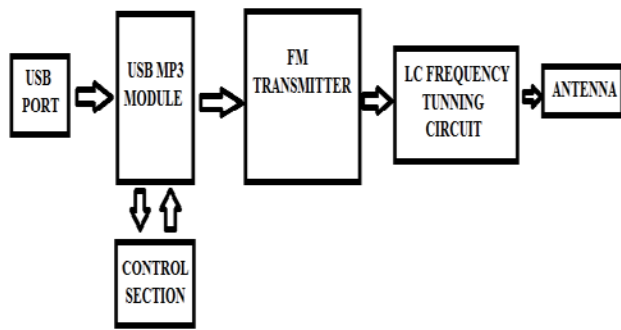 USB
PORT
USB MP3
MODULE
FM
TRANSMITTER
LC FREQUENCY
TUNNING
CIRCUIT
ANTENNA
CONTROL
SECTION